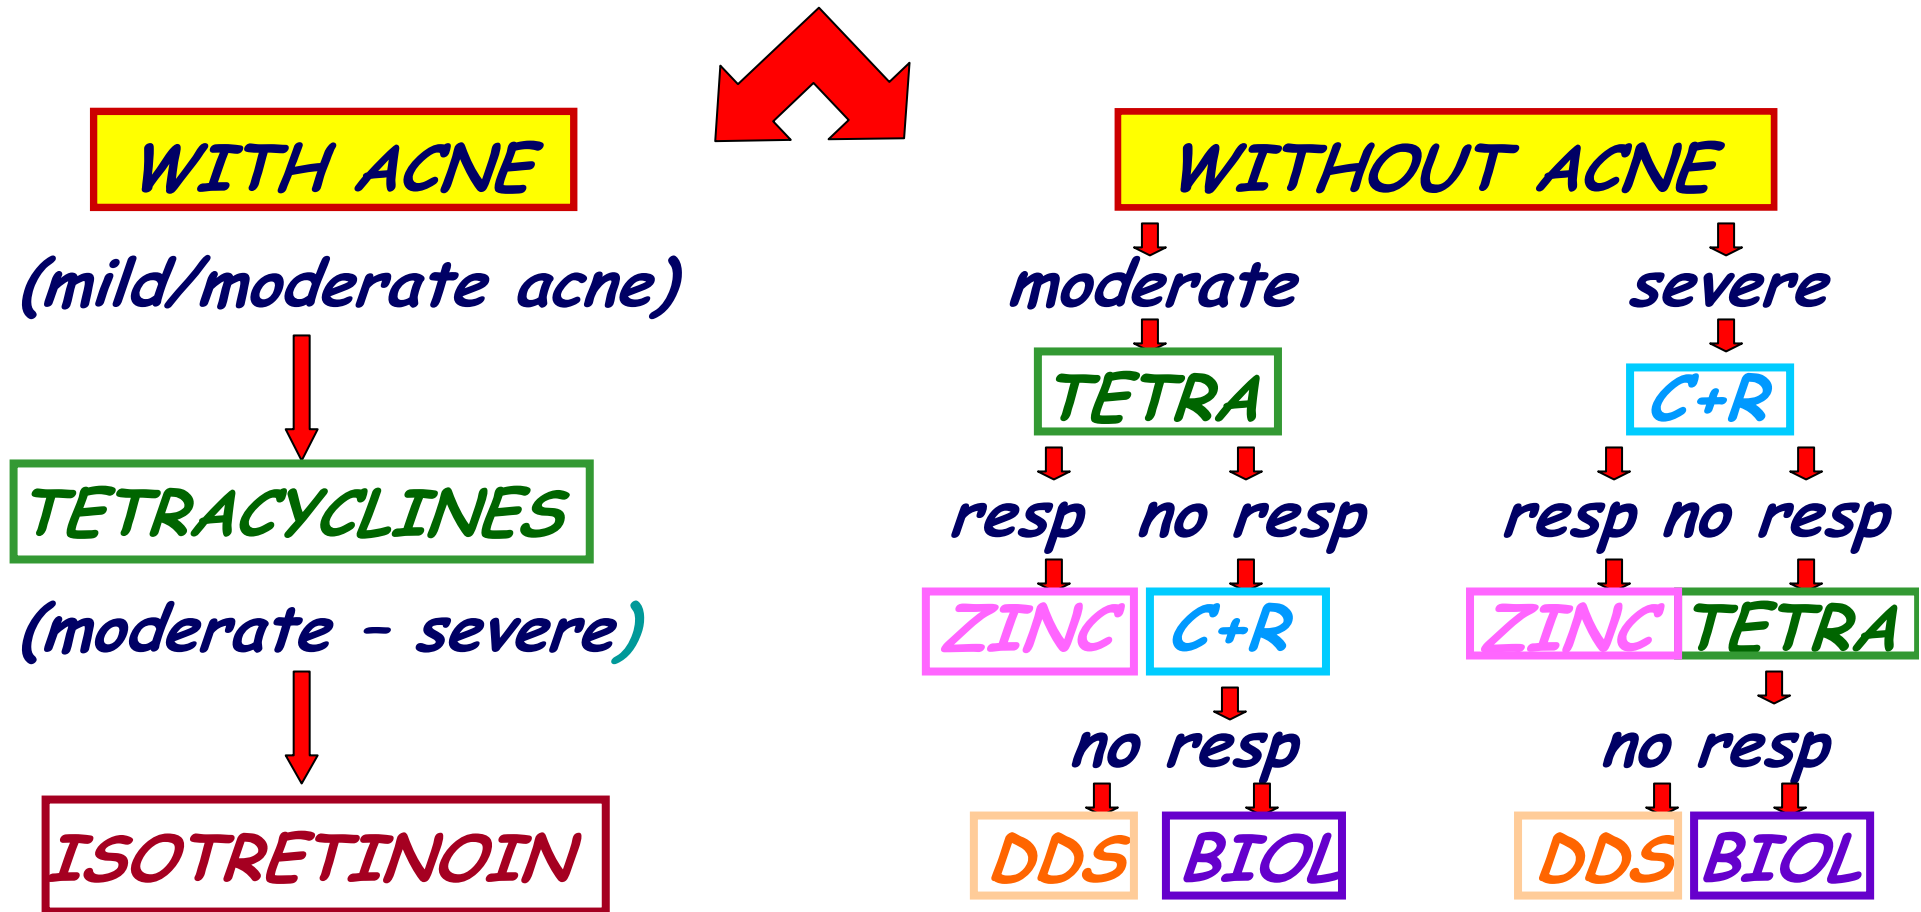 WITH ACNE
(mild/moderate acne)
TETRACYCLINES
(moderate – severe)
ISOTRETINOIN
WITHOUT ACNE
moderate
TETRA
resp no resp
ZINC C+R
no resp
DDS BIOL
severe
C+R
resp no resp
ZINC TETRA
no resp
DDS BIOL